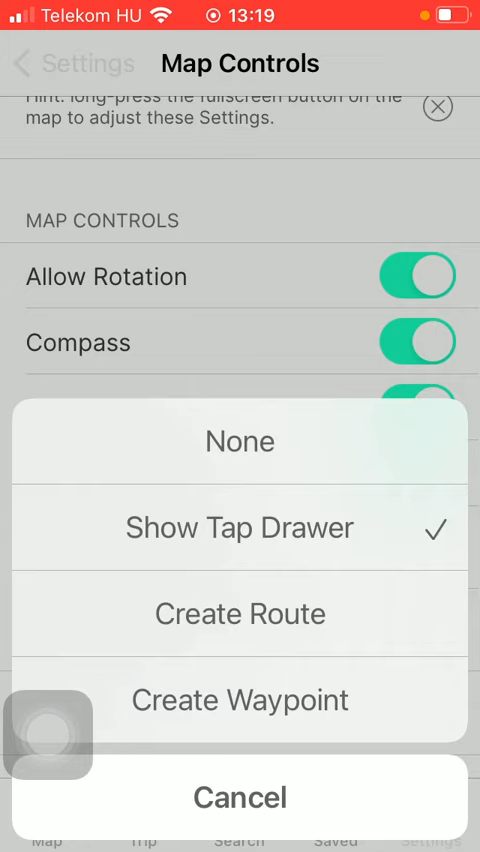 Telekom HU 13:19
Settings Map Controls
Hint: long-press the fullscreen button on the
map to adjust these Settings.
MAP CONTROLS
Allow Rotation
Compass
None
Show Tap Drawer
Create Route
Create Waypoint
Cancel
Map Trip Search Saved Settings